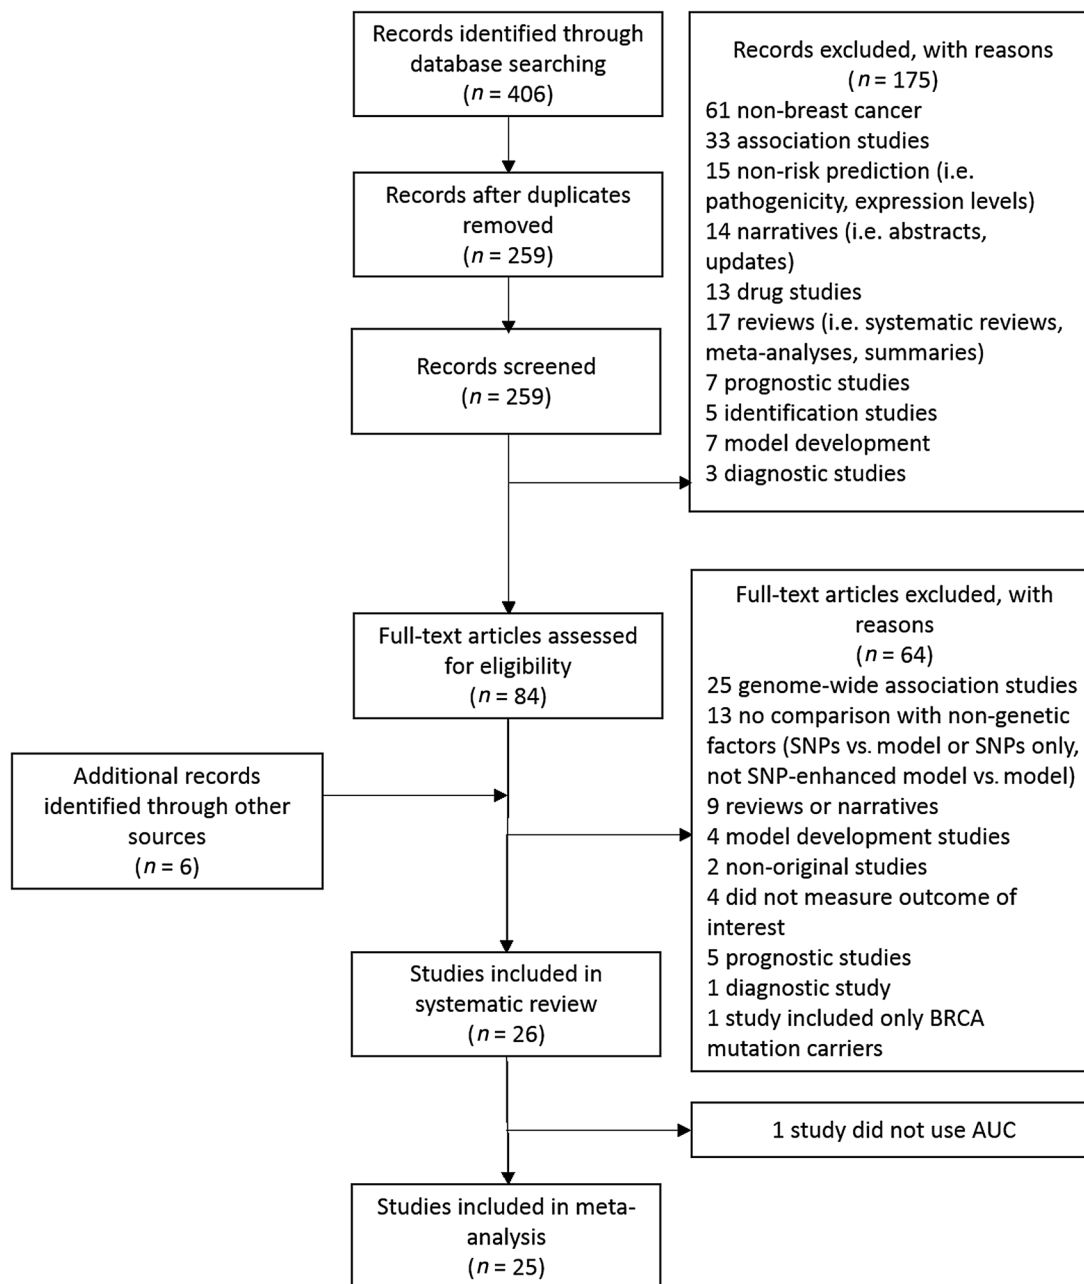 Records identified through
database searching
(n = 406)
Records after duplicates
removed
(n = 259)
Records screened
(n = 259)
Records excluded, with reasons
(n = 175)
61 non-breast cancer
33 association studies
15 non-risk prediction (i.e.
pathogenicity, expression levels)
14 narratives (i.e. abstracts,
updates)
13 drug studies
17 reviews (i.e. systematic reviews,
meta-analyses, summaries)
7 prognostic studies
5 identification studies
7 model development
3 diagnostic studies
Full-text articles assessed
for eligibility
(n = 84)
Additional records
identified through other
sources
(n = 6)
Full-text articles excluded, with
reasons
(n = 64)
25 genome-wide association studies
13 no comparison with non-genetic
factors (SNPs vs. model or SNPs only,
not SNP-enhanced model vs. model)
9 reviews or narratives
4 model development studies
2 non-original studies
4 did not measure outcome of
interest
5 prognostic studies
1 diagnostic study
1 study included only BRCA
mutation carriers
Studies included in
systematic review
(n = 26)
1 study did not use AUC
Studies included in meta-
analysis
(n = 25)